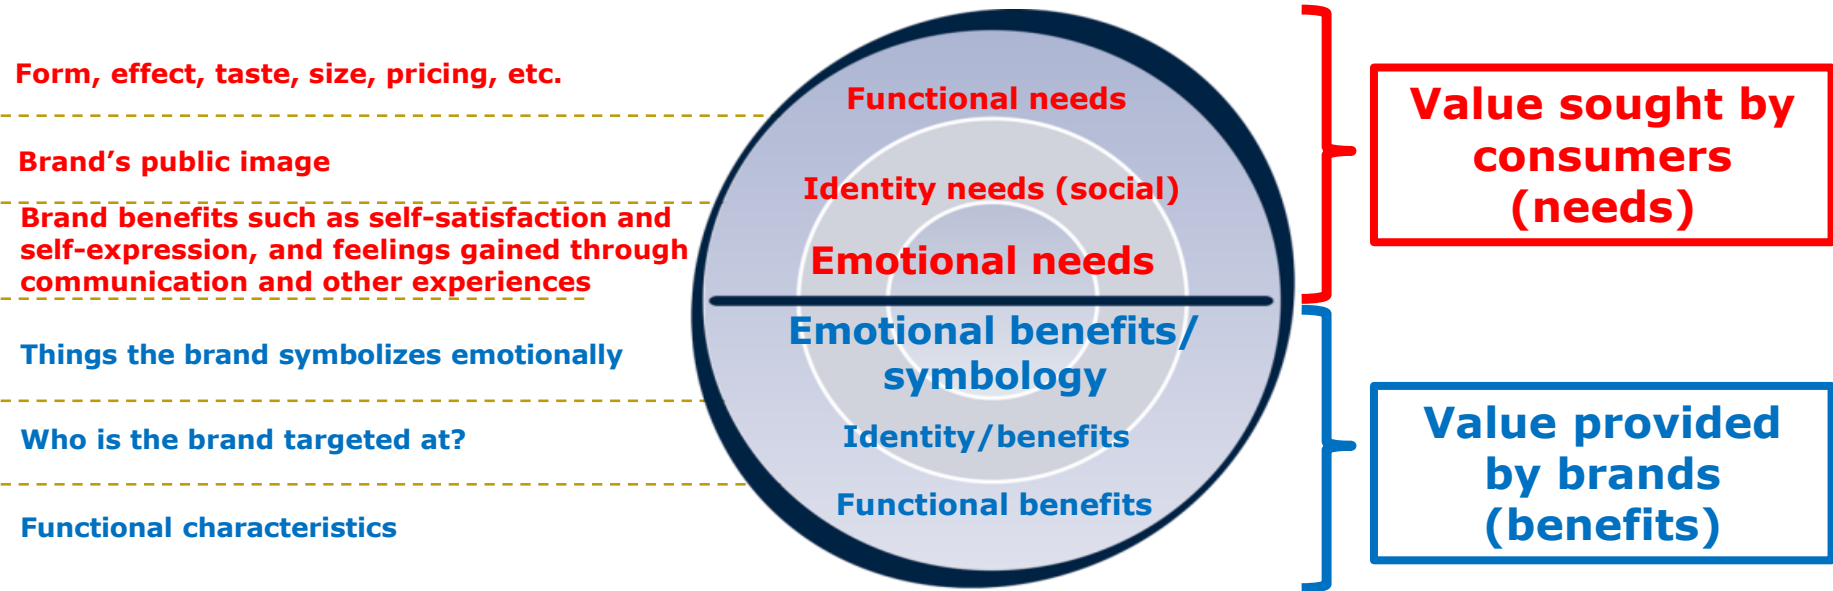 Form, effect, taste, size, pricing, etc.
Brand’s public image
Brand benefits such as self-satisfaction and
self-expression, and feelings gained through
communication and other experiences
Things the brand symbolizes emotionally
Who is the brand targeted at?
Functional characteristics
Functional needs
Identity needs (social)
Emotional needs
Emotional benefits/
symbology
Identity/benefits
Functional benefits
Value sought by
consumers
(needs)
Value provided
by brands
(benefits)